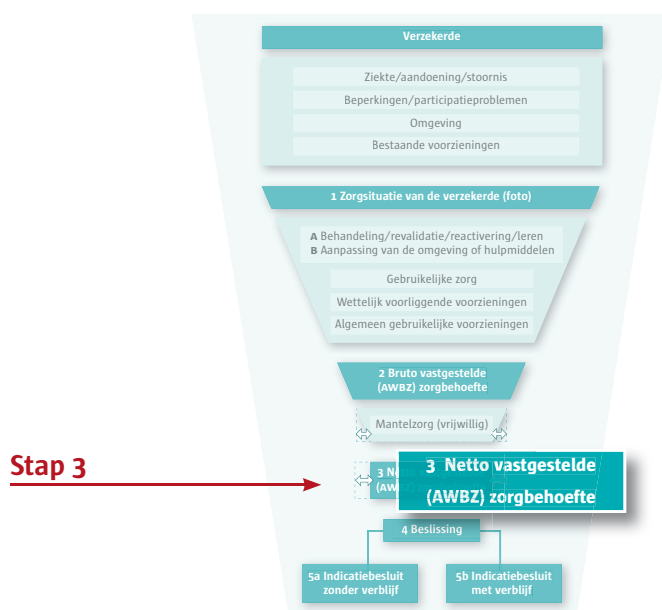 Verzekerde
Ziekte/aandoening/stoornis
Beperkingen/participatieproblemen
Omgeving
Bestaande voorzieningen
1 Zorgsituatie van de verzekerde (foto)
A Behandeling/revalidatie/reactivering/leren
B Aanpassing van de omgeving of hulpmiddelen
Gebruikelijke zorg
Wettelijk voorliggende voorzieningen
Algemeen gebruikelijke voorzieningen
2 Bruto vastgestelde
(AWBZ) zorgbehoefte
Mantelzorg (vrijwillig)
Stap 3
3 Netto vastgestelde
(AWBZ) zorgbehoefte
4 Beslissing
5a Indicatiebesluit
zonder verblijf
5b Indicatiebesluit
met verblijf